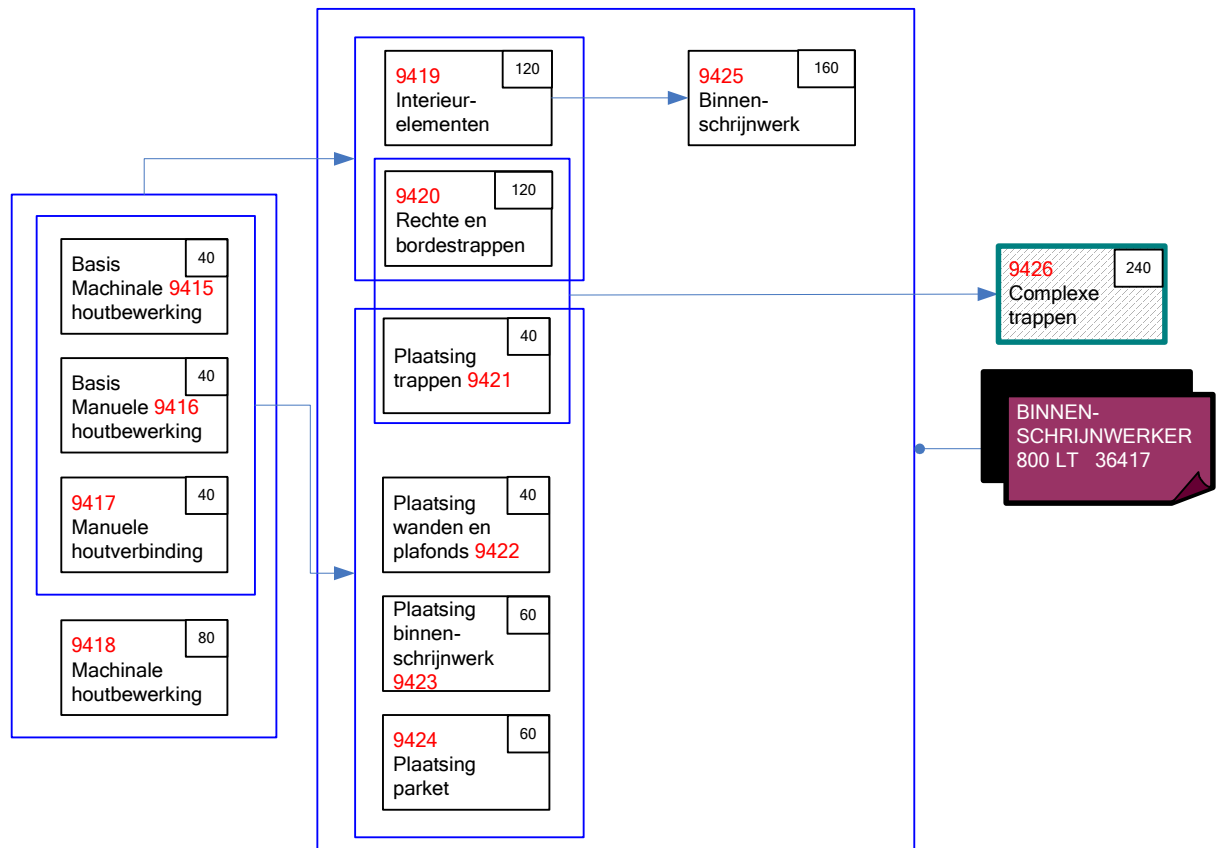 9419
120
Interieur-
elementen
9425
160
Binnen-
schrijnwerk
9420
120
Rechte en
bordestrappen
Basis
40
Machinale 9415
houtbewerking
9426
240
Complexe
trappen
Plaatsing
40
trappen 9421
Basis
40
Manuele 9416
houtbewerking
BINNEN-
SCHRIJNWERKER
800 LT 36417
9417
40
Manuele
houtverbinding
Plaatsing
40
wanden en
plafonds 9422
Plaatsing
60
binnen-
schrijnwerk
9423
9418
80
Machinale
houtbewerking
9424
60
Plaatsing
parket